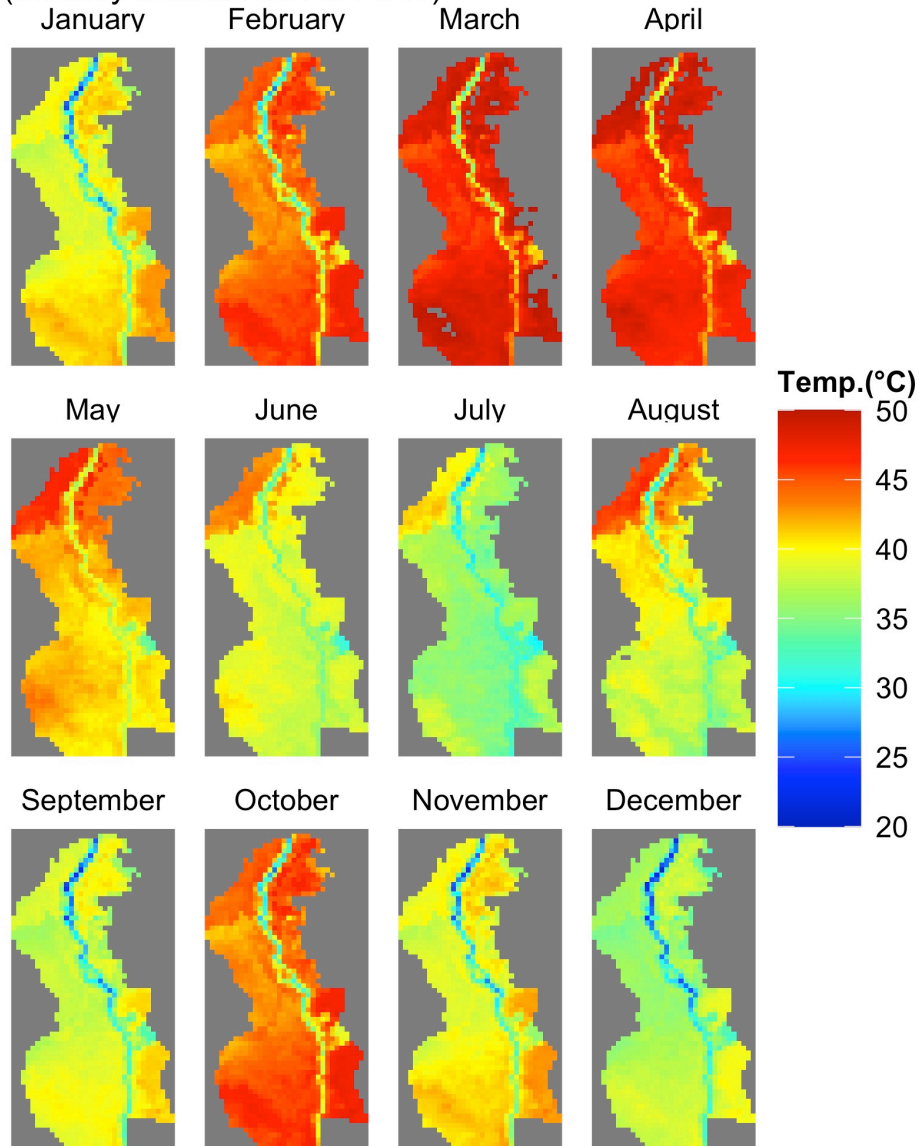 January February March April
May June July August
Temp.(°C)
50
45
40
35
30
25
20
September October November December